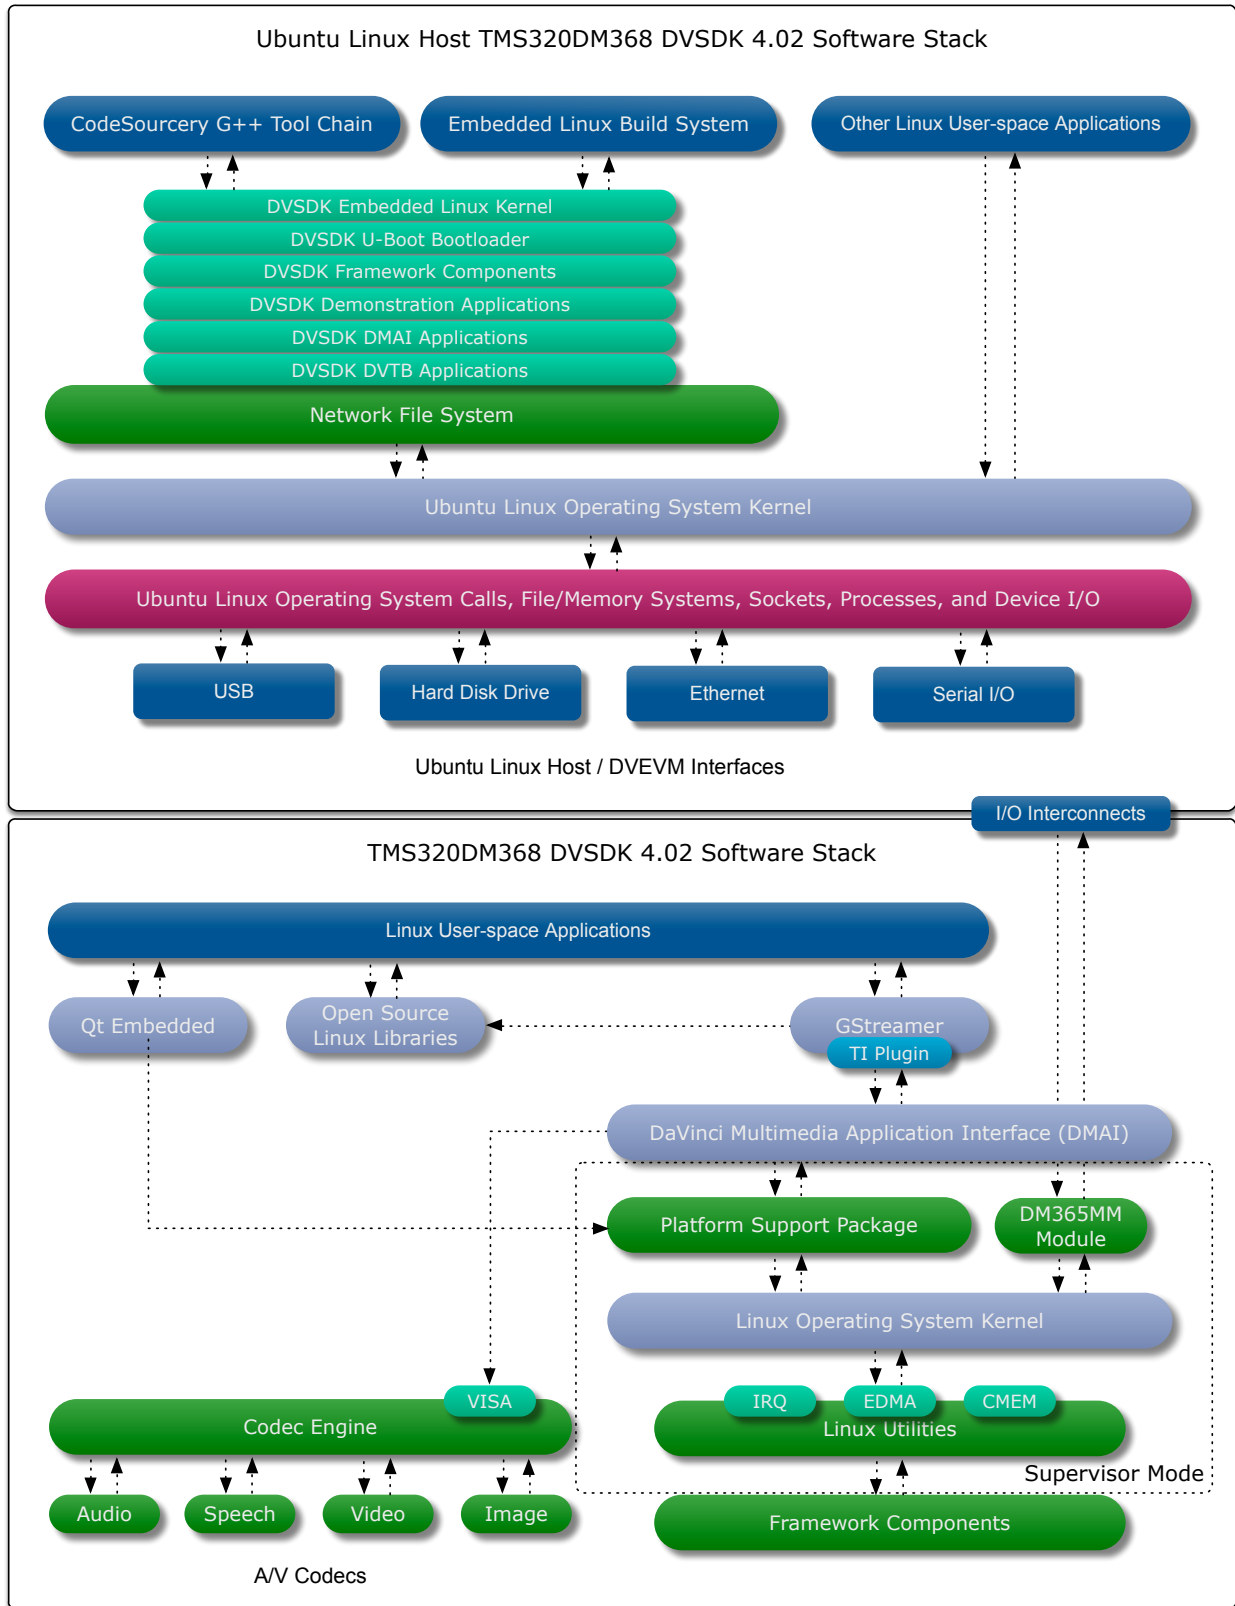 Ubuntu Linux Host TMS320DM368 DVSDK 4.02 Software Stack
CodeSourcery G++ Tool Chain
Embedded Linux Build System
Other Linux User-space Applications
DVSDK Embedded Linux Kernel
DVSDK U-Boot Bootloader
DVSDK Framework Components
DVSDK Demonstration Applications
DVSDK DMAI Applications
DVSDK DVTB Applications
Network File System
Ubuntu Linux Operating System Kernel
Ubuntu Linux Operating System Calls, File/Memory Systems, Sockets, Processes, and Device I/O
USB
Hard Disk Drive
Ethernet
Serial I/O
Ubuntu Linux Host / DVEVM Interfaces
I/O Interconnects
TMS320DM368 DVSDK 4.02 Software Stack
Linux User-space Applications
Qt Embedded
Open Source
Linux Libraries
GStreamer
TI Plugin
DaVinci Multimedia Application Interface (DMAI)
Platform Support Package
DM365MM
Module
Linux Operating System Kernel
VISA
IRQ
EDMA
CMEM
Codec Engine
Linux Utilities
Supervisor Mode
Audio
Speech
Video
Image
Framework Components
A/V Codecs